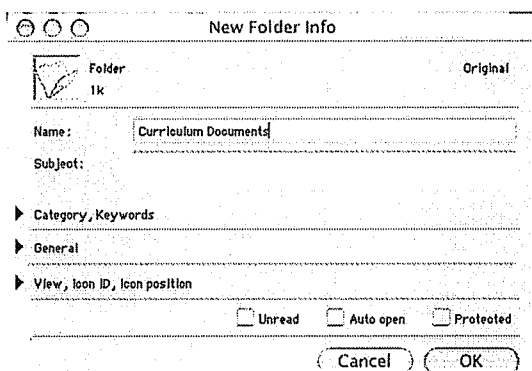 New Folder Info
Folder
Original
1k
Name: Curriculum Documents
Subject:
Category, Keywords
General
View, Icon ID, Icon position
Unread Auto open Protected
Cancel OK